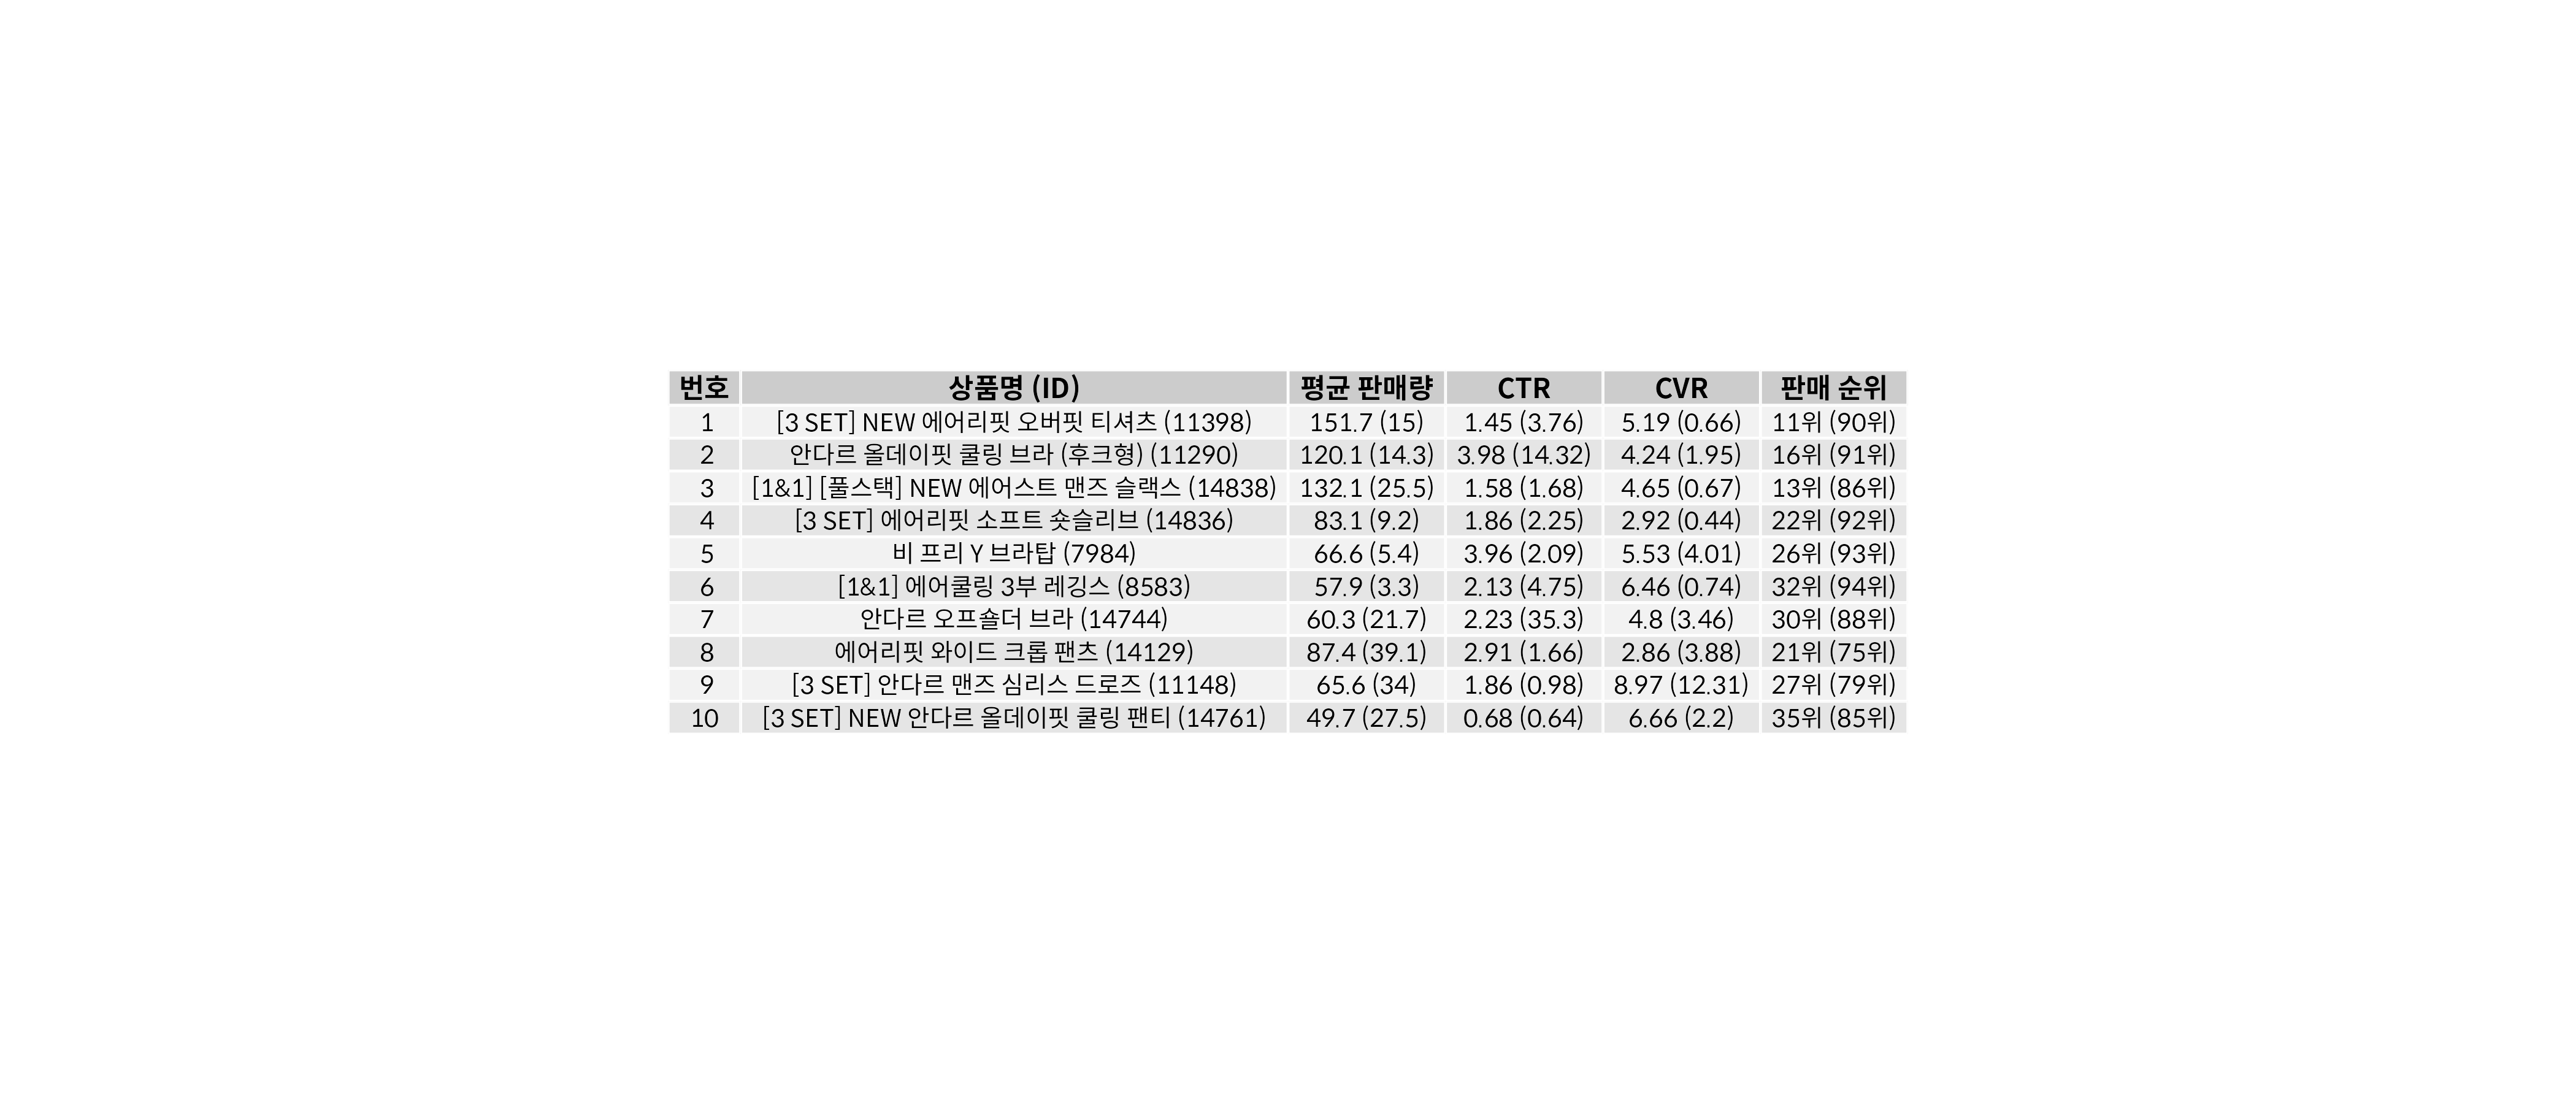 번호 상품명 (ID) 평균 판매량 CTR CVR 판매 순위
1 [3 SET] NEW 에어리핏 오버핏 티셔츠 (11398) 151.7 (15) 1.45 (3.76) 5.19 (0.66) 11위 (90위)
2 안다르 올데이핏 쿨링 브라 (후크형) (11290) 120.1 (14.3) 3.98 (14.32) 4.24 (1.95) 16위 (91위)
3 [1&1] [풀스택] NEW 에어스트 맨즈 슬랙스 (14838) 132.1 (25.5) 1.58 (1.68) 4.65 (0.67) 13위 (86위)
4 [3 SET] 에어리핏 소프트 숏슬리브 (14836) 83.1 (9.2) 1.86 (2.25) 2.92 (0.44) 22위 (92위)
5 비 프리 Y 브라탑 (7984) 66.6 (5.4) 3.96 (2.09) 5.53 (4.01) 26위 (93위)
6 [1&1] 에어쿨링 3부 레깅스 (8583) 57.9 (3.3) 2.13 (4.75) 6.46 (0.74) 32위 (94위)
7 안다르 오프숄더 브라 (14744) 60.3 (21.7) 2.23 (35.3) 4.8 (3.46) 30위 (88위)
8 에어리핏 와이드 크롭 팬츠 (14129) 87.4 (39.1) 2.91 (1.66) 2.86 (3.88) 21위 (75위)
9 [3 SET] 안다르 맨즈 심리스 드로즈 (11148) 65.6 (34) 1.86 (0.98) 8.97 (12.31) 27위 (79위)
10 [3 SET] NEW 안다르 올데이핏 쿨링 팬티 (14761) 49.7 (27.5) 0.68 (0.64) 6.66 (2.2) 35위 (85위)